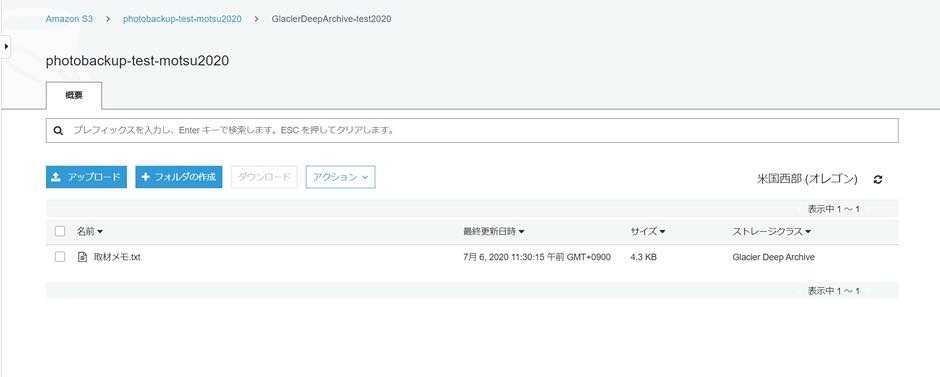 Amazon S3 > photobackup-test-motsu2020 > GlacierDeepArchive-test2020
photobackup-test-motsu2020
概要
プレフィックスを入力し、Enter キーで検索します。ESC を押してクリアします。
アップロード + フォルダの作成 ダウンロード アクション 米国西部 (オレゴン)
表示中 1 ~ 1
名前 最終更新日時 サイズ ストレージクラス
取材メモ.txt 7月 6, 2020 11:30:15 午前 GMT+0900 4.3 KB Glacier Deep Archive
表示中 1 ~ 1